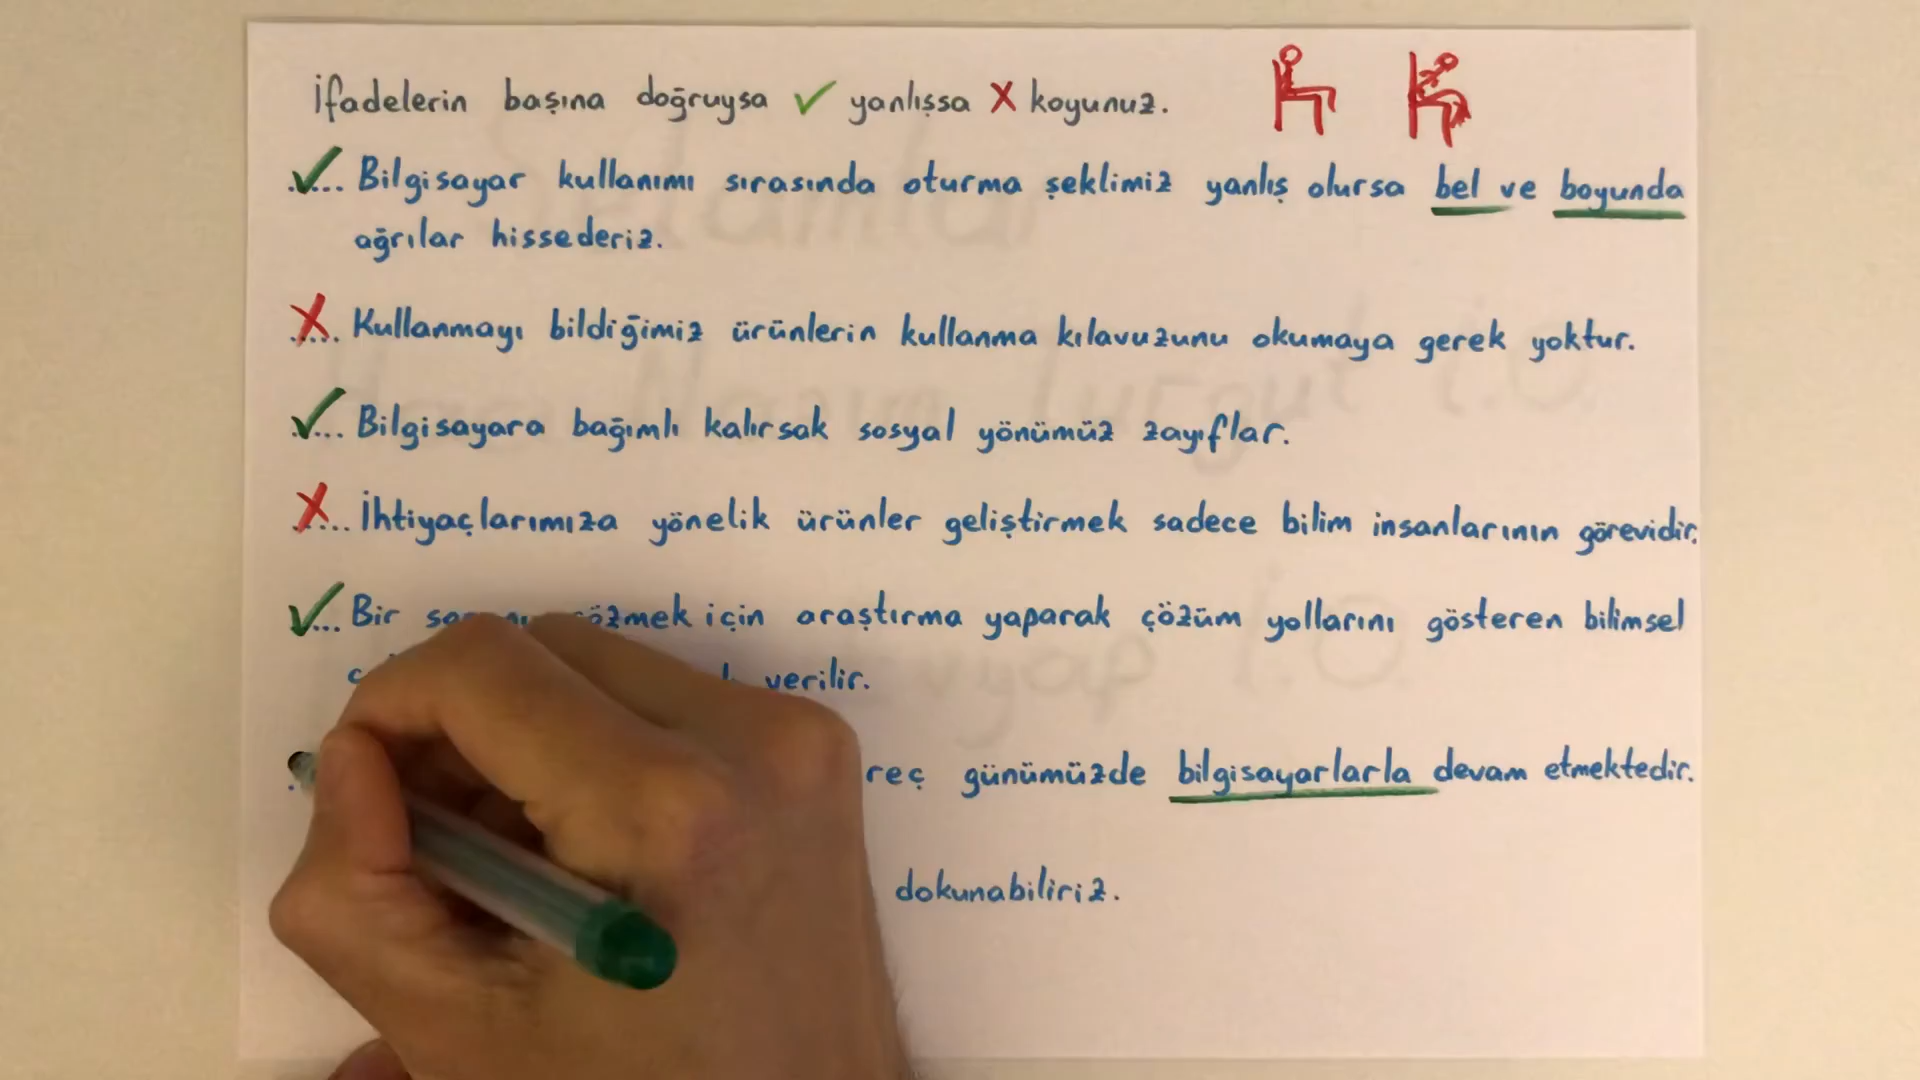 İfadelerin başına doğruysa ✓ yanlışsa X koyunuz.
✓.... Bilgisayar kullanımı sırasında oturma şeklimiz yanlış olursa bel ve boyunda
ağrılar hissederiz.
X.... Kullanmayı bildiğimiz ürünlerin kullanma kılavuzunu okumaya gerek yoktur.
✓.... Bilgisayara bağımlı kalırsak sosyal yönümüz zayıflar.
X.... İhtiyaçlarımıza yönelik ürünler geliştirmek sadece bilim insanlarının görevidir.
✓.... Bir çözmek için araştırma yaparak çözüm yollarını gösteren bilimsel
verilir.
günümüzde bilgisayarlarla devam etmektedir.
dokunabiliriz.